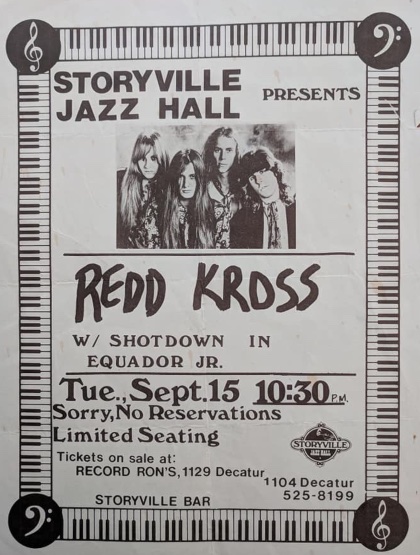 STORYVILLE
JAZZ HALL
PRESENTS
REDD KROSS
W/ SHOTDOWN IN
EQUADOR JR.
Tue.,Sept.15 10:30 P.M.
Sorry,No Reservations
Limited Seating
STORYVILLE
JAZZ HALL
Tickets on sale at:
RECORD RON'S,1129 Decatur
1104 Decatur
525-8199
STORYVILLE BAR